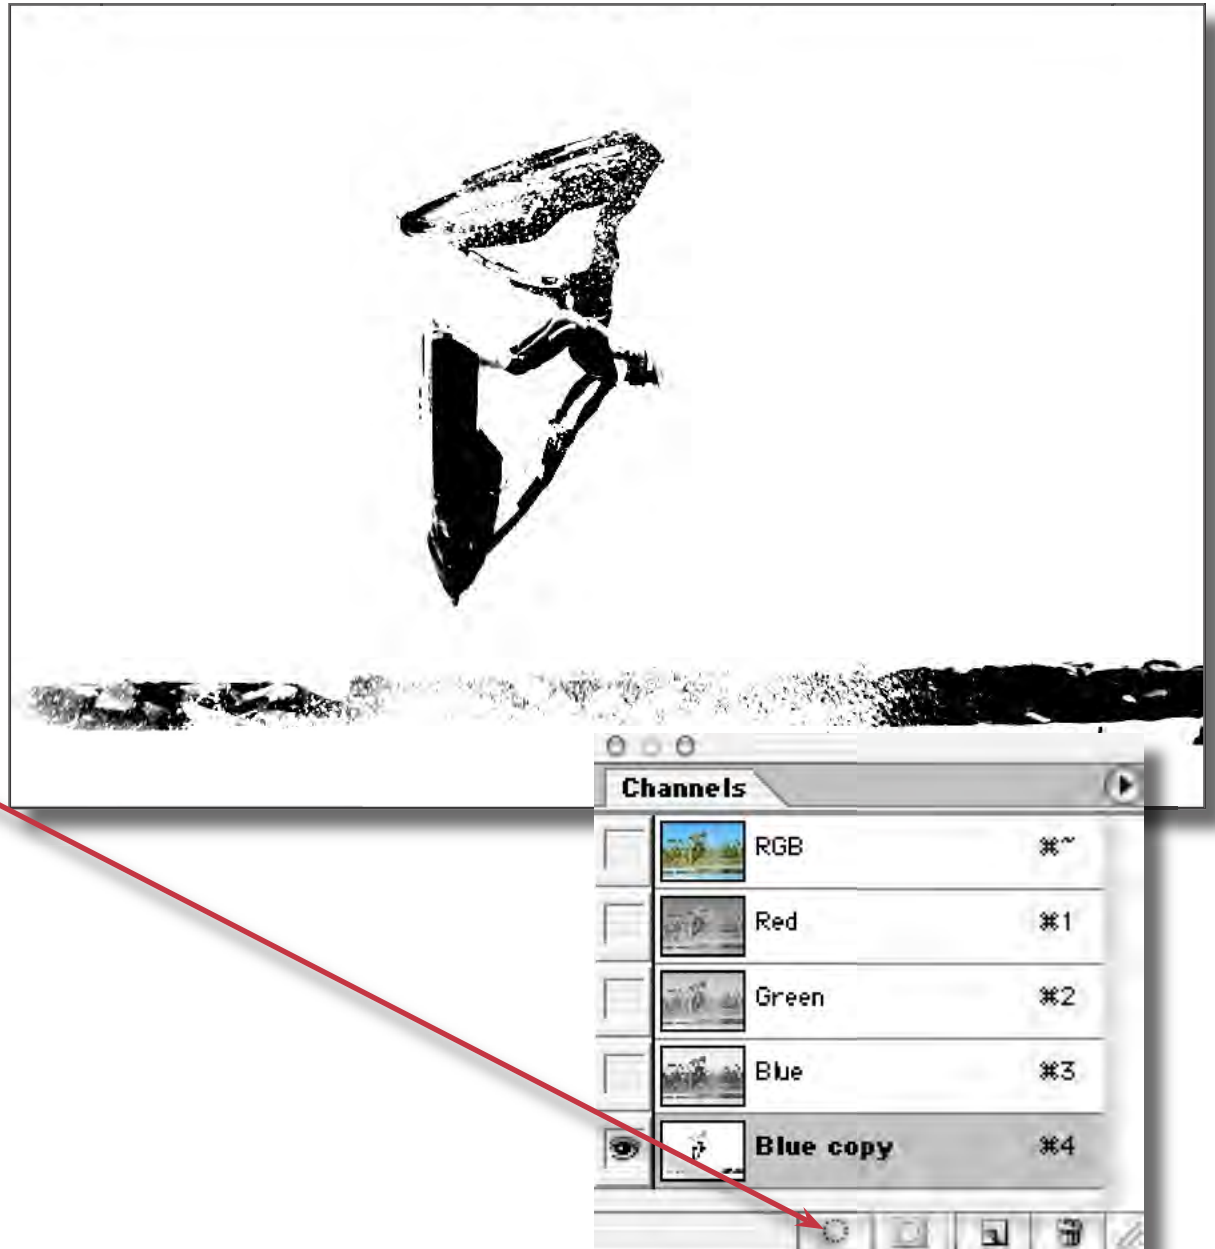 Channels
RGB ⌘~
Red ⌘1
Green ⌘2
Blue ⌘3
Blue copy ⌘4